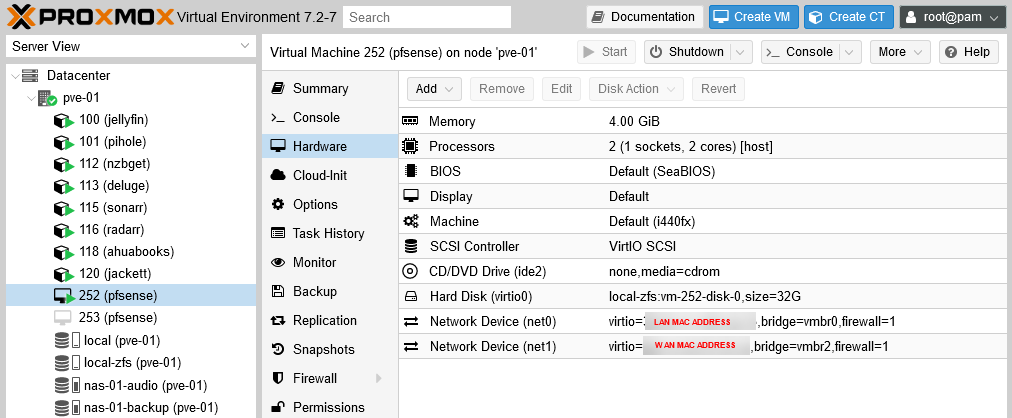 PROXMOX Virtual Environment 7.2-7
Search
Documentation
Create VM
Create CT
root@pam
Server View
Datacenter
pve-01
100 (jellyfin)
101 (pihole)
112 (nzbget)
113 (deluge)
115 (sonarr)
116 (radarr)
118 (ahuabooks)
120 (jackett)
252 (pfsense)
253 (pfsense)
local (pve-01)
local-zfs (pve-01)
nas-01-audio (pve-01)
nas-01-backup (pve-01)
Virtual Machine 252 (pfsense) on node 'pve-01'
Start
Shutdown
Console
More
Help
Summary
Console
Hardware
Cloud-Init
Options
Task History
Monitor
Backup
Replication
Snapshots
Firewall
Permissions
Add
Remove
Edit
Disk Action
Revert
Memory 4.00 GiB
Processors 2 (1 sockets, 2 cores) [host]
BIOS Default (SeaBIOS)
Display Default
Machine Default (i440fx)
SCSI Controller VirtIO SCSI
CD/DVD Drive (ide2) none,media=cdrom
Hard Disk (virtio0) local-zfs:vm-252-disk-0,size=32G
Network Device (net0) virtio= LAN MAC ADDRESS ,bridge=vmbr0,firewall=1
Network Device (net1) virtio= WAN MAC ADDRESS ,bridge=vmbr2,firewall=1